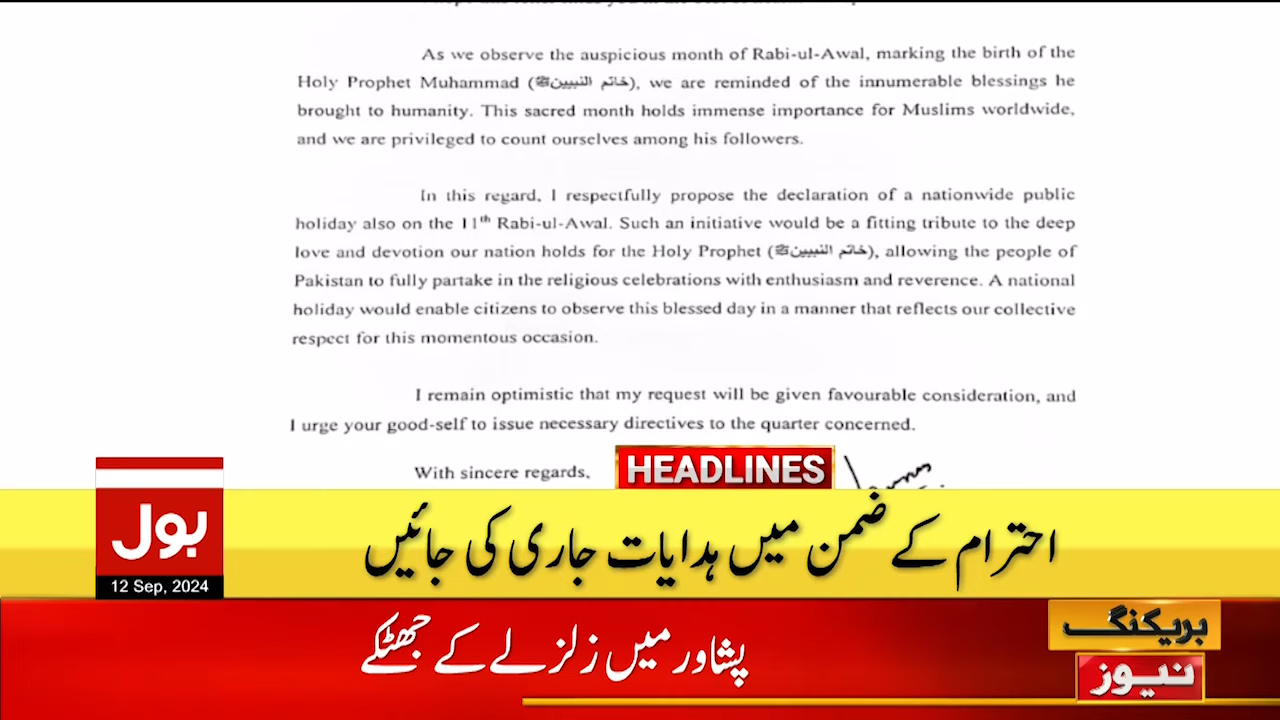 As we observe the auspicious month of Rabi-ul-Awal, marking the birth of the
Holy Prophet Muhammad (خاتم النبیینﷺ), we are reminded of the innumerable blessings he
brought to humanity. This sacred month holds immense importance for Muslims worldwide,
and we are privileged to count ourselves among his followers.
In this regard, I respectfully propose the declaration of a nationwide public
holiday also on the 11th Rabi-ul-Awal. Such an initiative would be a fitting tribute to the deep
love and devotion our nation holds for the Holy Prophet (خاتم النبیینﷺ), allowing the people of
Pakistan to fully partake in the religious celebrations with enthusiasm and reverence. A national
holiday would enable citizens to observe this blessed day in a manner that reflects our collective
respect for this momentous occasion.
I remain optimistic that my request will be given favourable consideration, and
I urge your good-self to issue necessary directives to the quarter concerned.
With sincere regards,
HEADLINES
بول
12 Sep, 2024
احترام کے ضمن میں ہدایات جاری کی جائیں
پشاور میں زلزلے کے جھٹکے
بریکنگ
نیوز